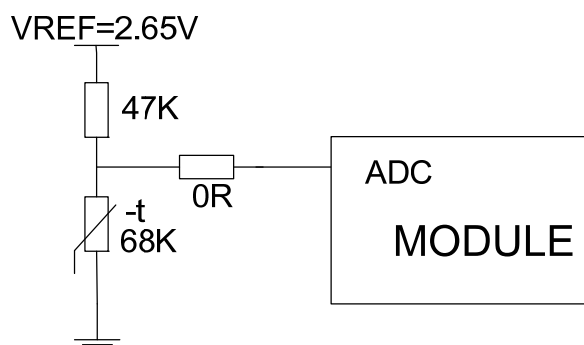 VREF=2.65V
47K
ADC
0R
-t
68K
MODULE